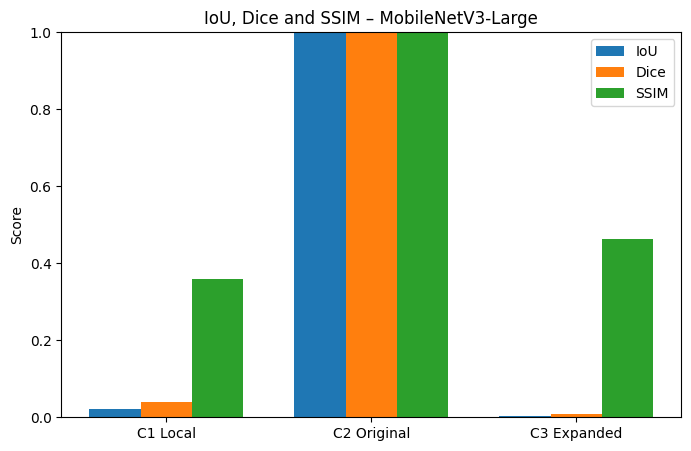 IoU, Dice and SSIM – MobileNetV3-Large
IoU
Dice
SSIM
Score
1.0
0.8
0.6
0.4
0.2
0.0
C1 Local
C2 Original
C3 Expanded